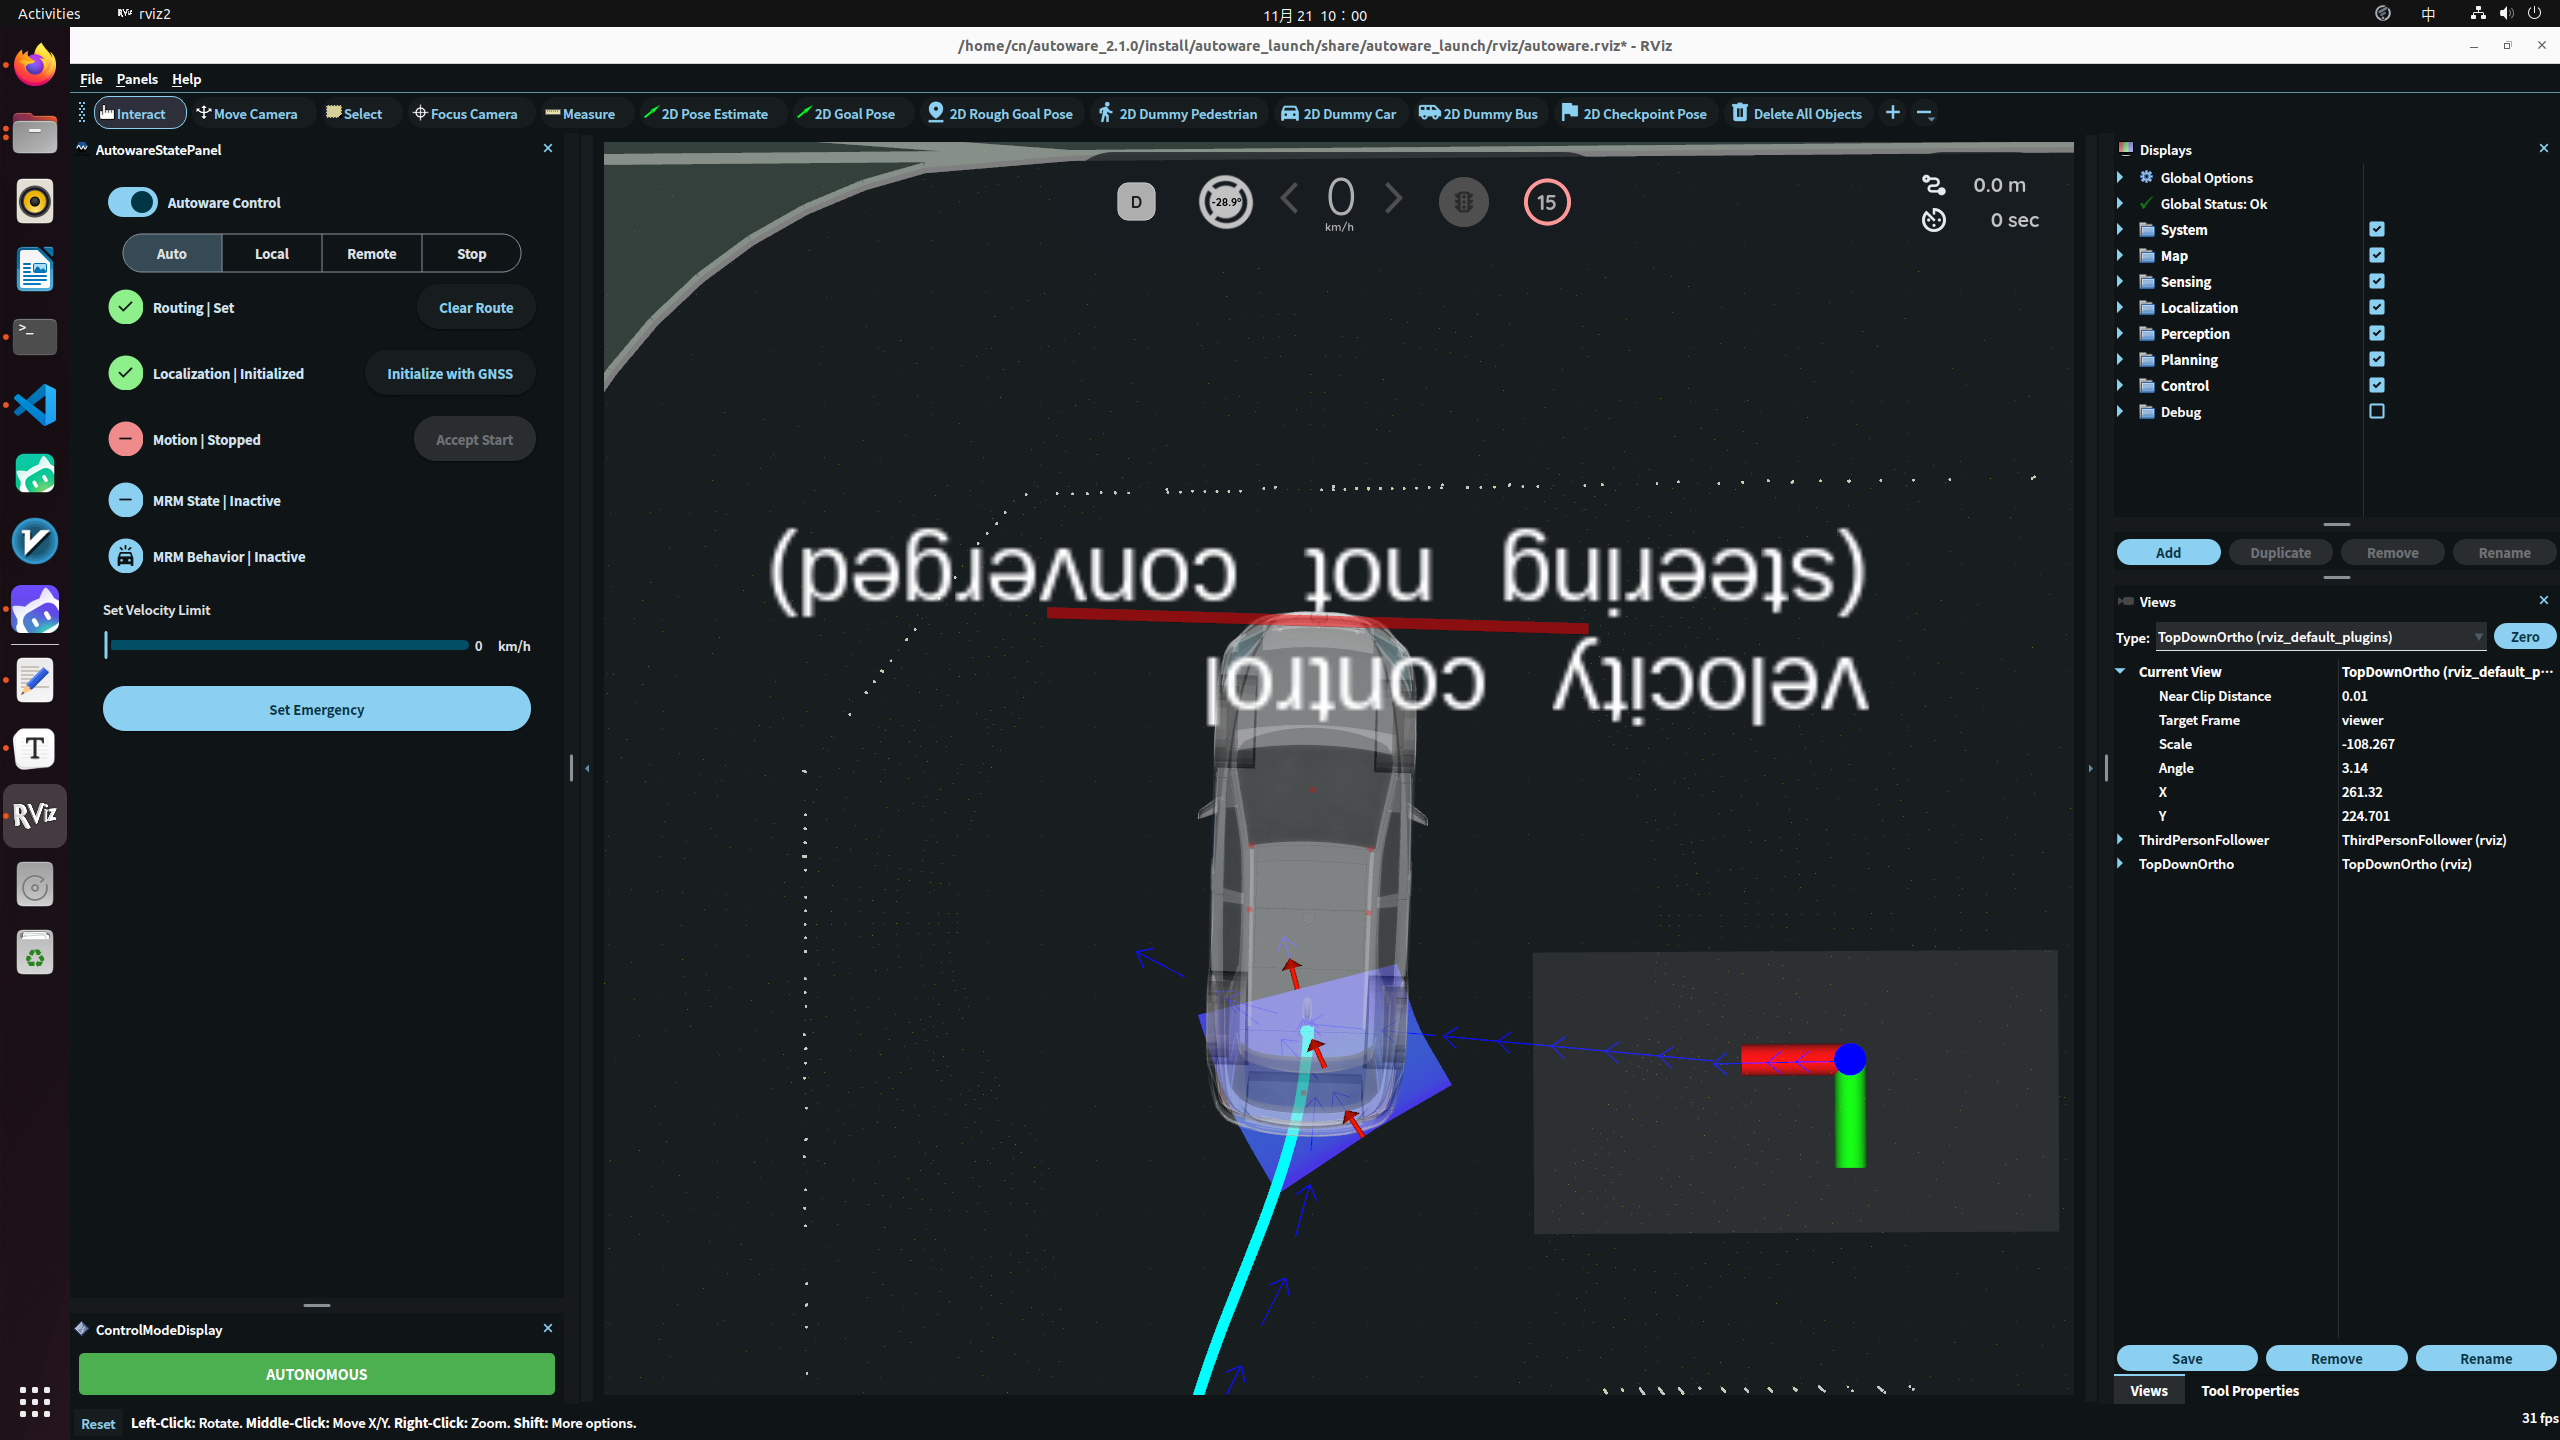 Activities
rviz2
11月 21 10：00
中
/home/cn/autoware_2.1.0/install/autoware_launch/share/autoware_launch/rviz/autoware.rviz* - RViz
File Panels Help
Interact Move Camera Select Focus Camera Measure 2D Pose Estimate 2D Goal Pose 2D Rough Goal Pose 2D Dummy Pedestrian 2D Dummy Car 2D Dummy Bus 2D Checkpoint Pose Delete All Objects
AutowareStatePanel
Autoware Control
Auto Local Remote Stop
Routing | Set Clear Route
Localization | Initialized Initialize with GNSS
Motion | Stopped Accept Start
MRM State | Inactive
MRM Behavior | Inactive
Set Velocity Limit
0 km/h
Set Emergency
ControlModeDisplay
AUTONOMOUS
Reset Left-Click: Rotate. Middle-Click: Move X/Y. Right-Click: Zoom. Shift: More options.
D
-28.9°
0
km/h
15
0.0 m
0 sec
velocity control
(steering not converged)
Displays
Global Options
Global Status: Ok
System
Map
Sensing
Localization
Perception
Planning
Control
Debug
Add Duplicate Remove Rename
Views
Type: TopDownOrtho (rviz_default_plugins) Zero
Current View TopDownOrtho (rviz_default_p···
Near Clip Distance 0.01
Target Frame viewer
Scale -108.267
Angle 3.14
X 261.32
Y 224.701
ThirdPersonFollower ThirdPersonFollower (rviz)
TopDownOrtho TopDownOrtho (rviz)
Save Remove Rename
Views Tool Properties
31 fps
>_
T
RViz